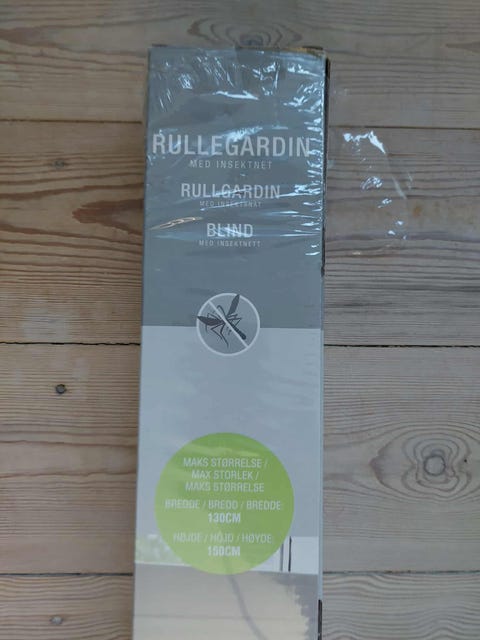 RULLEGARDIN
MED INSEKTNET
RULLGARDIN
MED INSEKTSNÄT
BLIND
MED INSEKTNETT
MAKS STØRRELSE /
MAX STORLEK /
MAKS STØRRELSE
BREDDE / BREDD / BREDDE:
130CM
HØJDE / HÖJD / HØYDE:
150CM